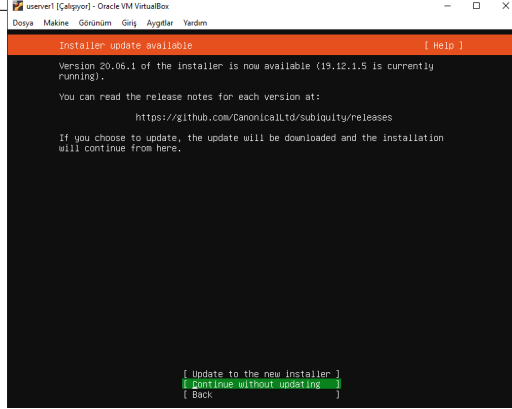 userver1 [Çalışıyor] - Oracle VM VirtualBox
Dosya Makine Görünüm Giriş Aygıtlar Yardım
Installer update available [ Help ]
Version 20.06.1 of the installer is now available (19.12.1.5 is currently
running).
You can read the release notes for each version at:
https://github.com/CanonicalLtd/subiquity/releases
If you choose to update, the update will be downloaded and the installation
will continue from here.
[ Update to the new installer ]
[ Continue without updating ]
[ Back ]